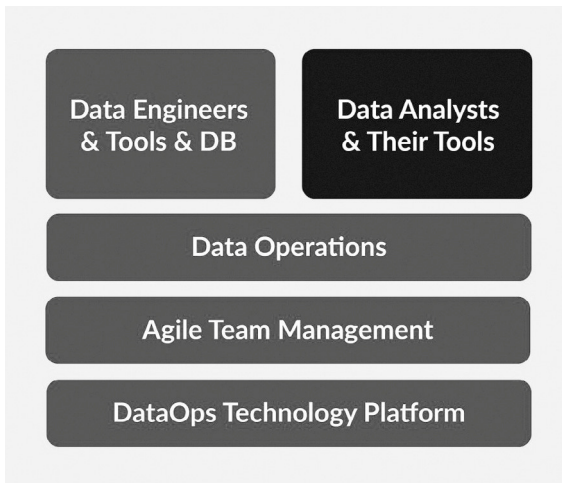 Data Engineers
& Tools & DB
Data Analysts
& Their Tools
Data Operations
Agile Team Management
DataOps Technology Platform